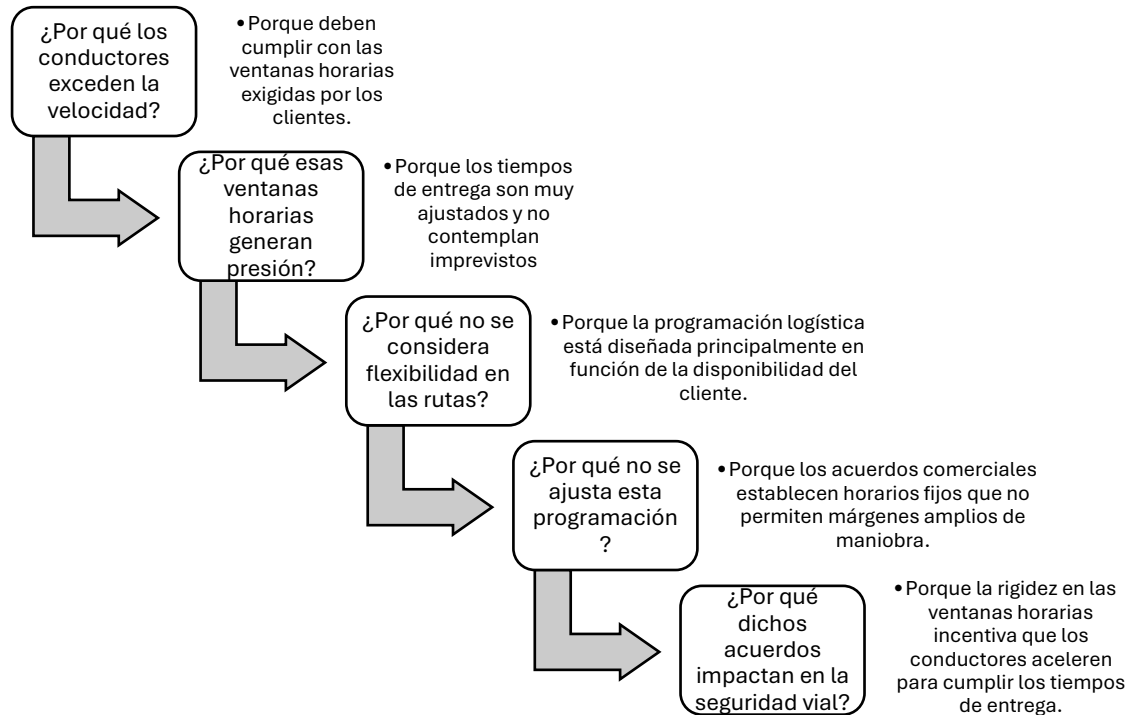 ¿Por qué los
conductores
exceden la
velocidad?
•Porque deben
cumplir con las
ventanas horarias
exigidas por los
clientes.
¿Por qué esas
ventanas
horarias
generan
presión?
•Porque los tiempos
de entrega son muy
ajustados y no
contemplan
imprevistos
¿Por qué no se
considera
flexibilidad en
las rutas?
•Porque la programación logística
está diseñada principalmente en
función de la disponibilidad del
cliente.
¿Por qué no se
ajusta esta
programación
?
•Porque los acuerdos comerciales
establecen horarios fijos que no
permiten márgenes amplios de
maniobra.
¿Por qué
dichos
acuerdos
impactan en la
seguridad vial?
•Porque la rigidez en las
ventanas horarias
incentiva que los
conductores aceleren
para cumplir los tiempos
de entrega.